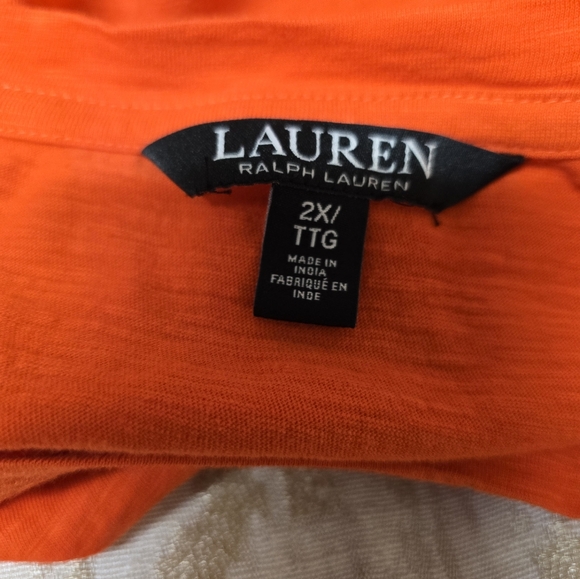 LAUREN
RALPH LAUREN
2X/
TTG
MADE IN
INDIA
FABRIQUÉ EN
INDE